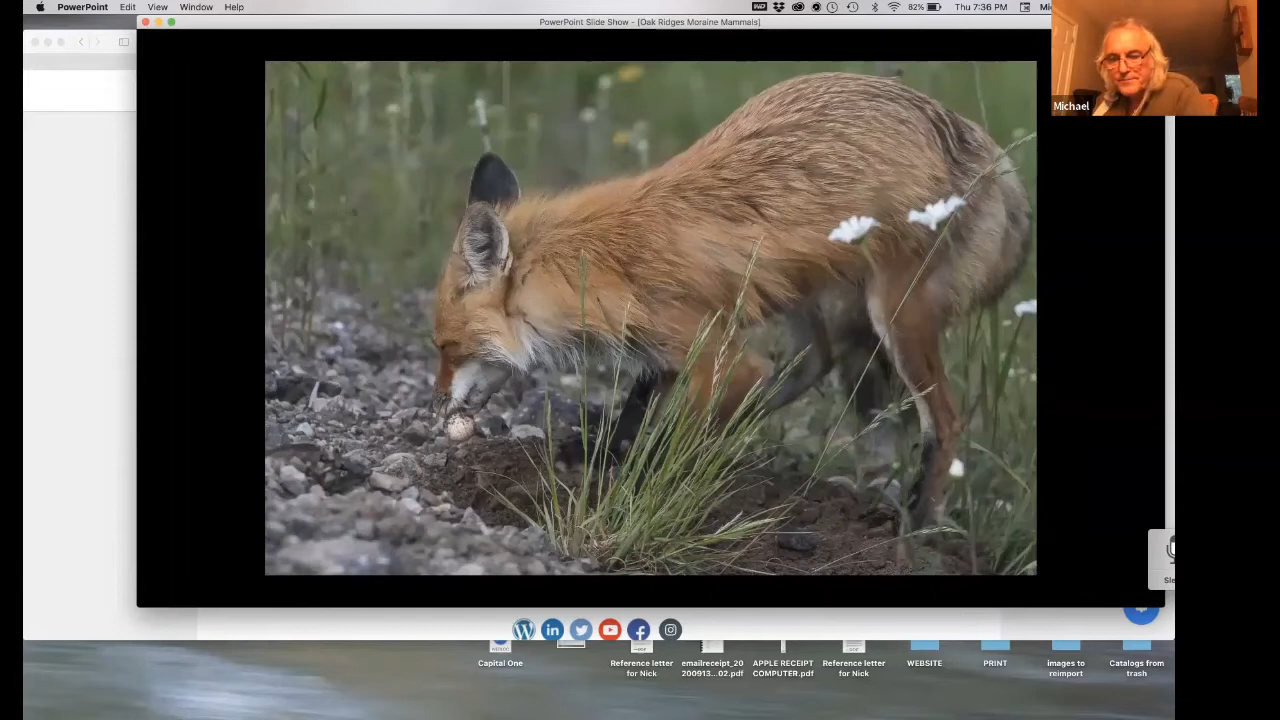 PowerPoint Edit View Window Help
82% Thu 7:36 PM
PowerPoint Slide Show - [Oak Ridges Moraine Mammals]
Michael
Capital One
Reference letter
for Nick
emailreceipt_20
200913...02.pdf
APPLE RECEIPT
COMPUTER.pdf
Reference letter
for Nick
WEBSITE
PRINT
images to
reimport
Catalogs from
trash